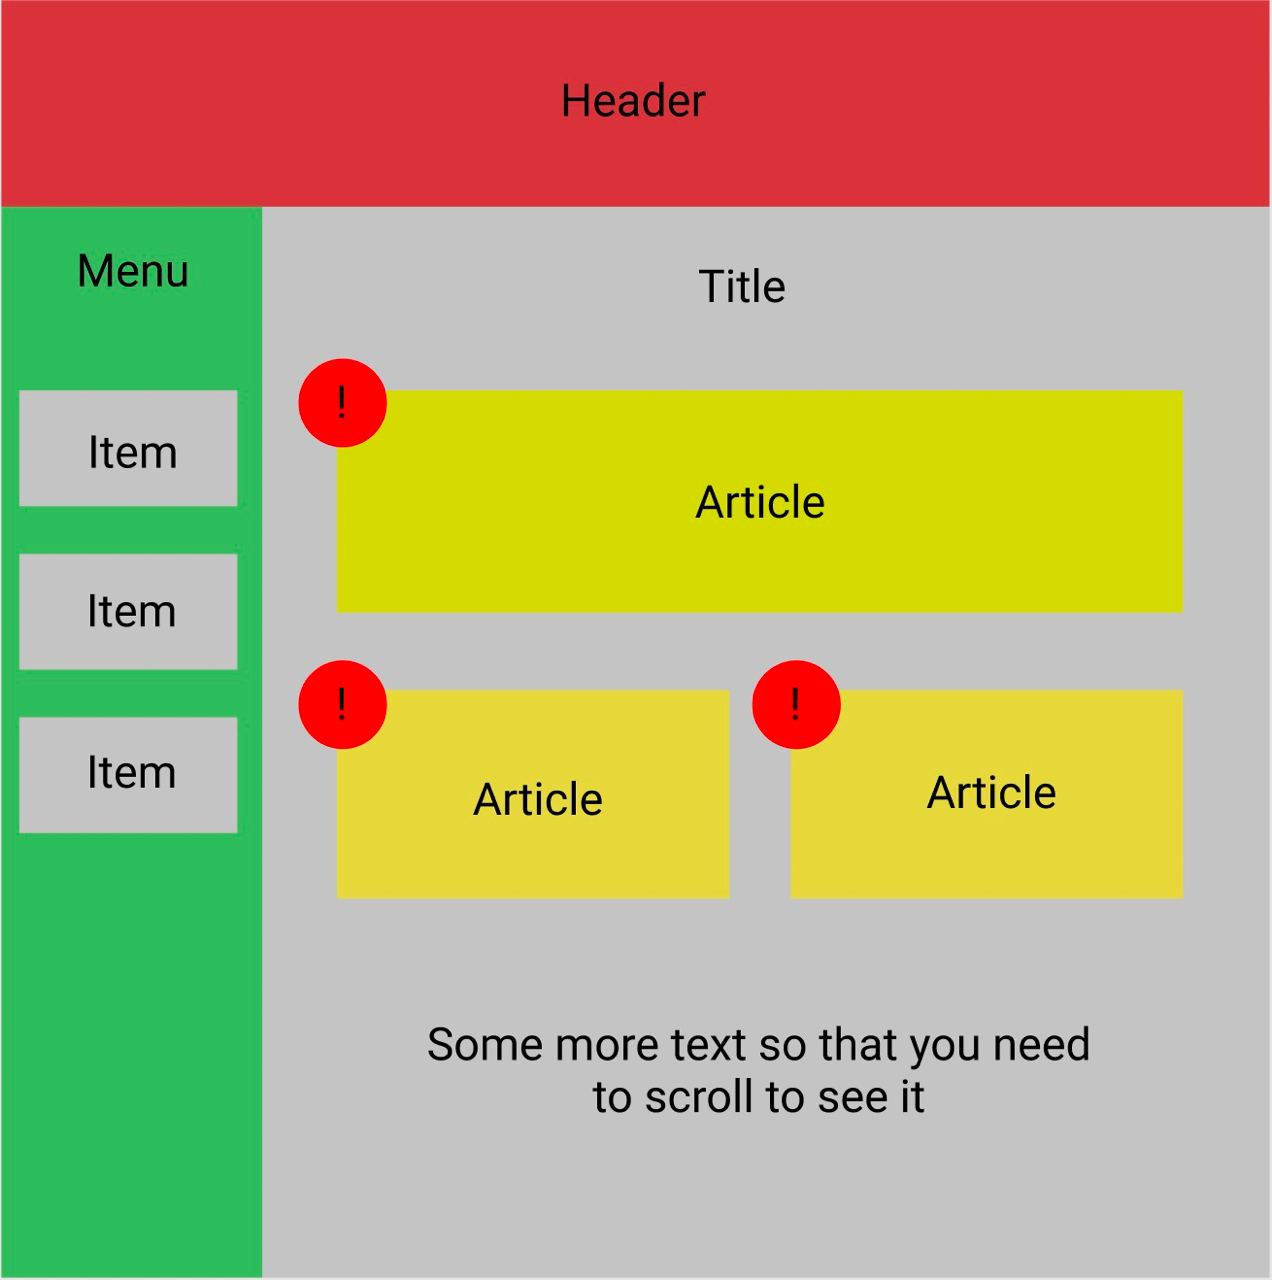 Header
Menu
Item
Item
Item
Title
!
Article
!
Article
!
Article
Some more text so that you need
to scroll to see it